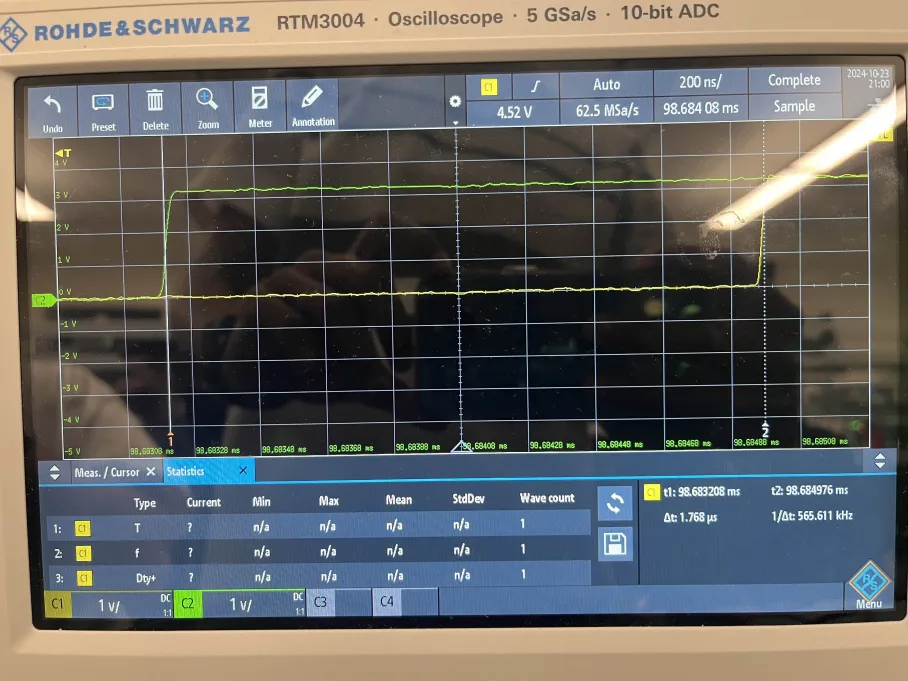 ROHDE & SCHWARZ RTM3004 · Oscilloscope · 5 GSa/s · 10-bit ADC
Undo Preset Delete Zoom Meter Annotation
C1 Auto 200 ns/ Complete 2024-10-23
4.52 V 62.5 MSa/s 98.684 08 ms Sample 21:00
T
4 V
3 V
2 V
1 V
C2 0 V
-1 V
-2 V
-3 V
-4 V
-5 V
1 2
98.68308 ms 98.68328 ms 98.68348 ms 98.68368 ms 98.68388 ms 98.68408 ms 98.68428 ms 98.68448 ms 98.68468 ms 98.68488 ms 98.68508 ms
Meas. / Cursor Statistics
Type Current Min Max Mean StdDev Wave count
1: C1 T ? n/a n/a n/a n/a 1
2: C1 f ? n/a n/a n/a n/a 1
3: C1 Dty+ ? n/a n/a n/a n/a 1
C1 t1: 98.683208 ms t2: 98.684976 ms
Δt: 1.768 µs 1/Δt: 565.611 kHz
C1 1 V/ DC 1:1 C2 1 V/ DC 1:1 C3 C4
R&S
Menu